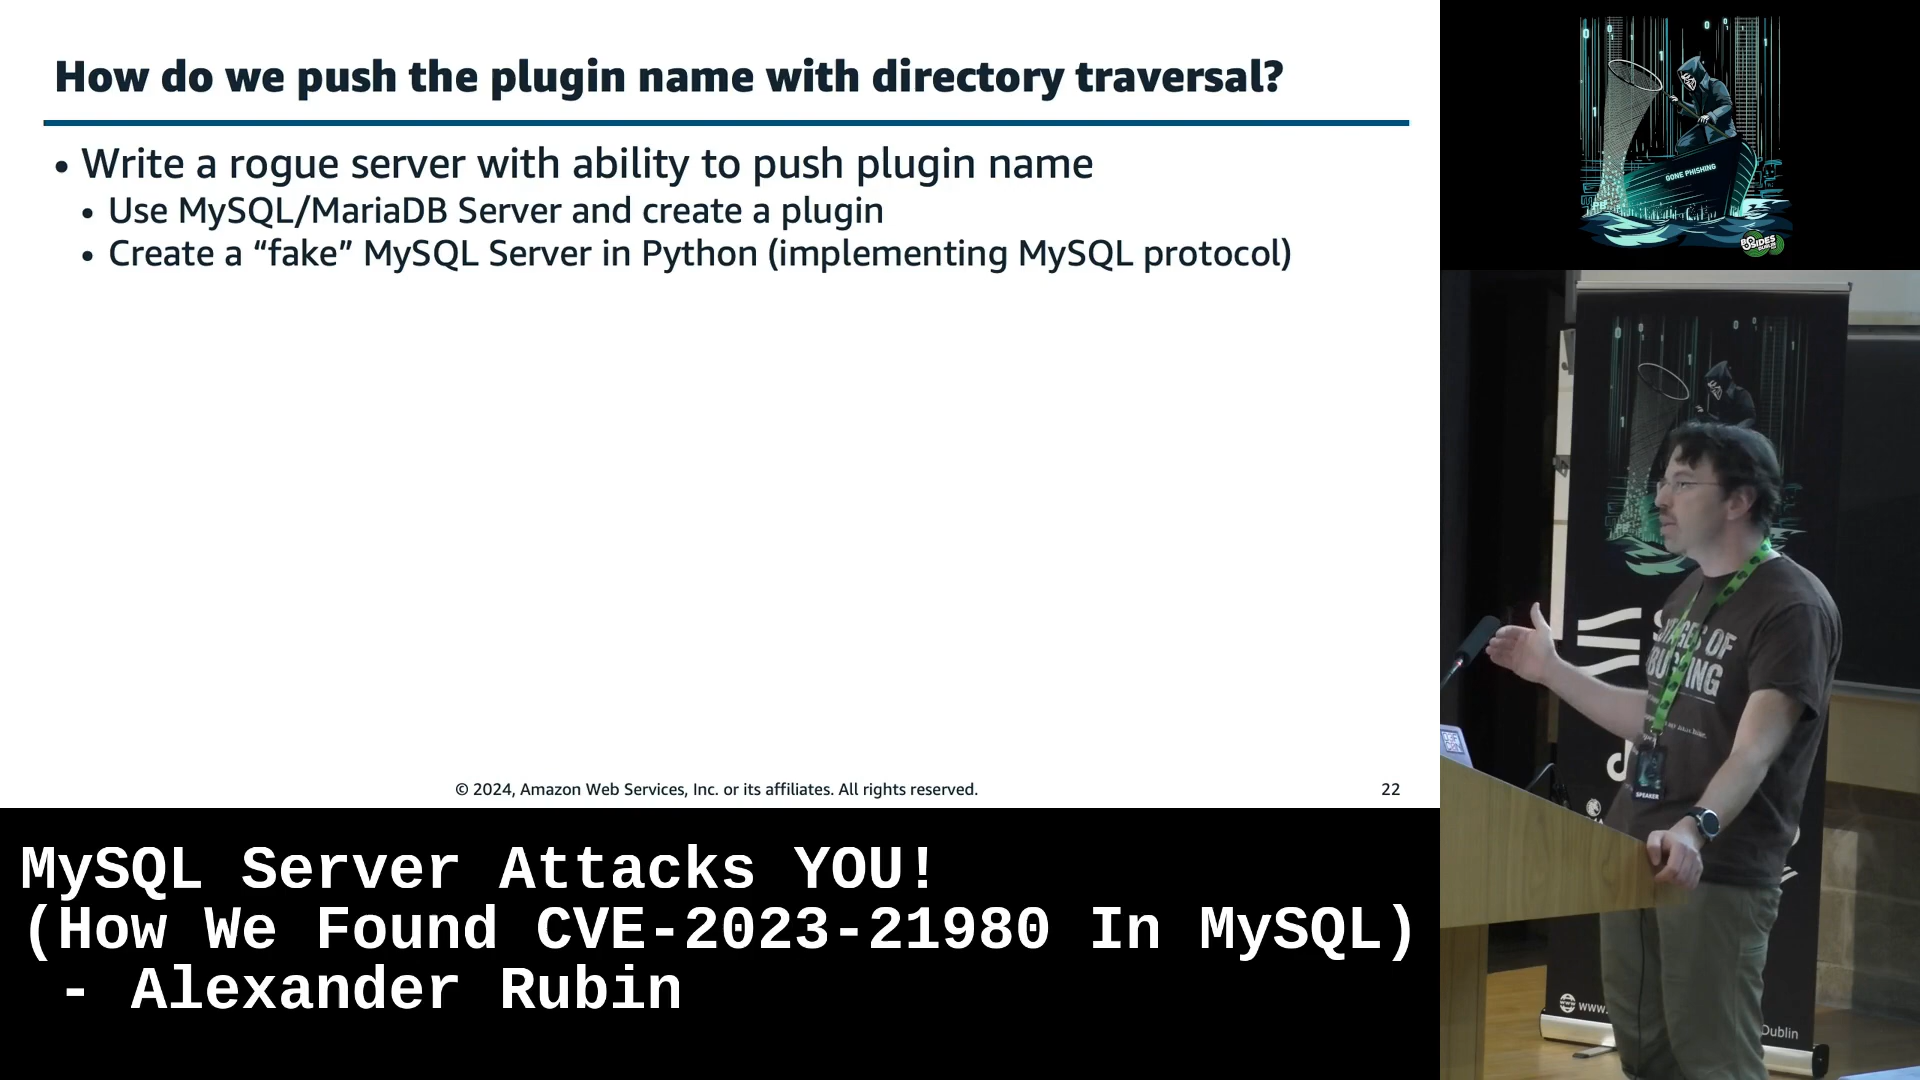 How do we push the plugin name with directory traversal?
• Write a rogue server with ability to push plugin name
• Use MySQL/MariaDB Server and create a plugin
• Create a “fake” MySQL Server in Python (implementing MySQL protocol)
© 2024, Amazon Web Services, Inc. or its affiliates. All rights reserved.
22
MySQL Server Attacks YOU!
(How We Found CVE-2023-21980 In MySQL)
- Alexander Rubin
GONE PHISHING
BSIDES
SPEAKER
www.
Dublin